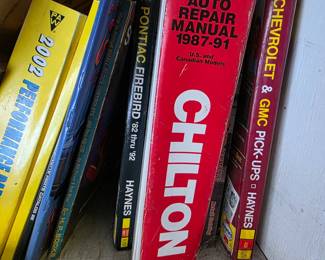 2002 PERFORMANCE
PONTIAC FIREBIRD '82 thru '92
HAYNES
AUTO
REPAIR
MANUAL
1987-91
U.S. and
Canadian Models
CHILTON
CHEVROLET & GMC PICK-UPS
HAYNES